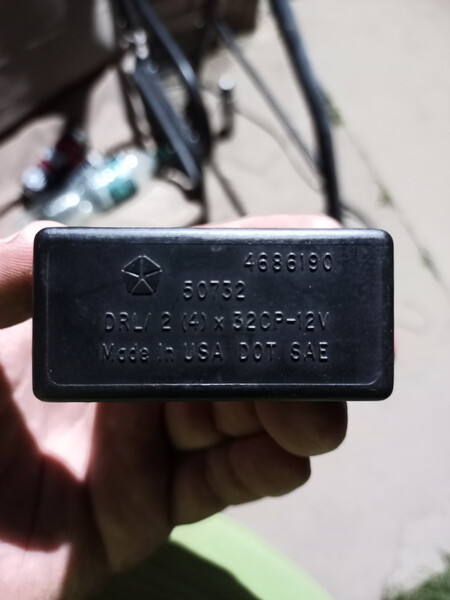 4686190
50732
DRL/ 2 (4) x 32CP-12V
Made in USA DOT SAE